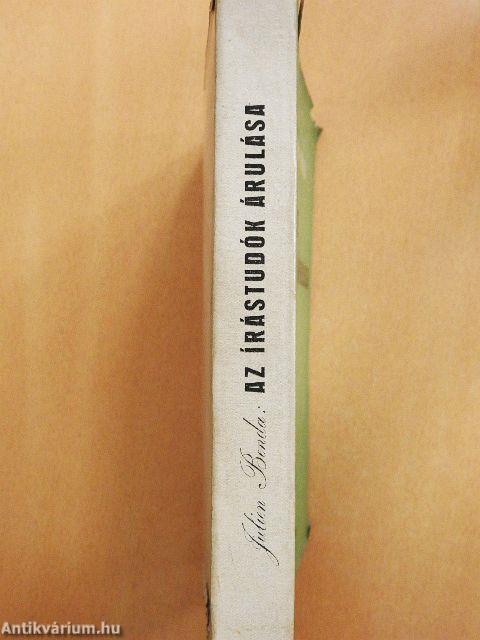 Julien Benda: AZ ÍRÁSTUDÓK ÁRULÁSA
Antikvárium.hu